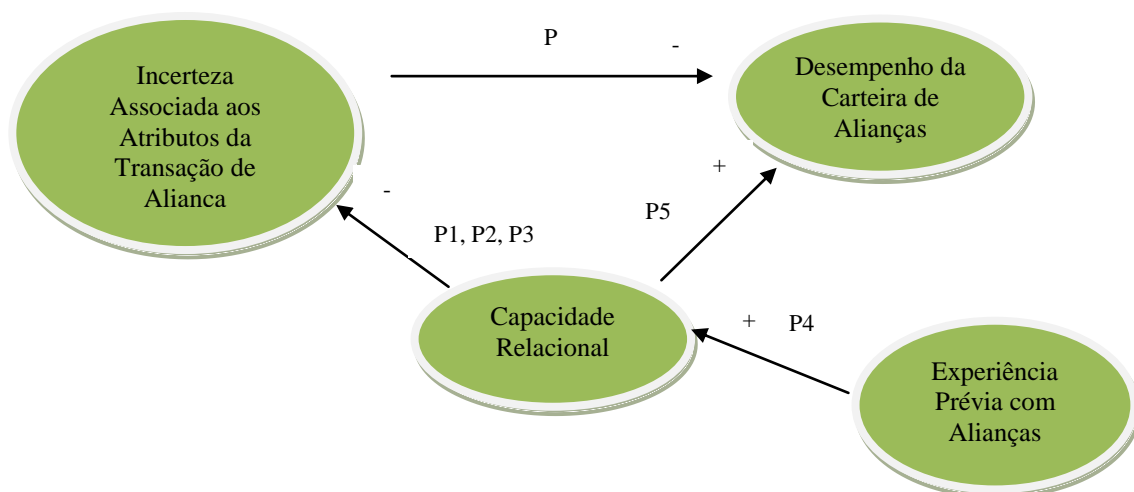 P
-
Incerteza
Associada aos
Atributos da
Transação de
Alianca
Desempenho da
Carteira de
Alianças
-
+
P1, P2, P3
P5
Capacidade
Relacional
+
P4
Experiência
Prévia com
Alianças